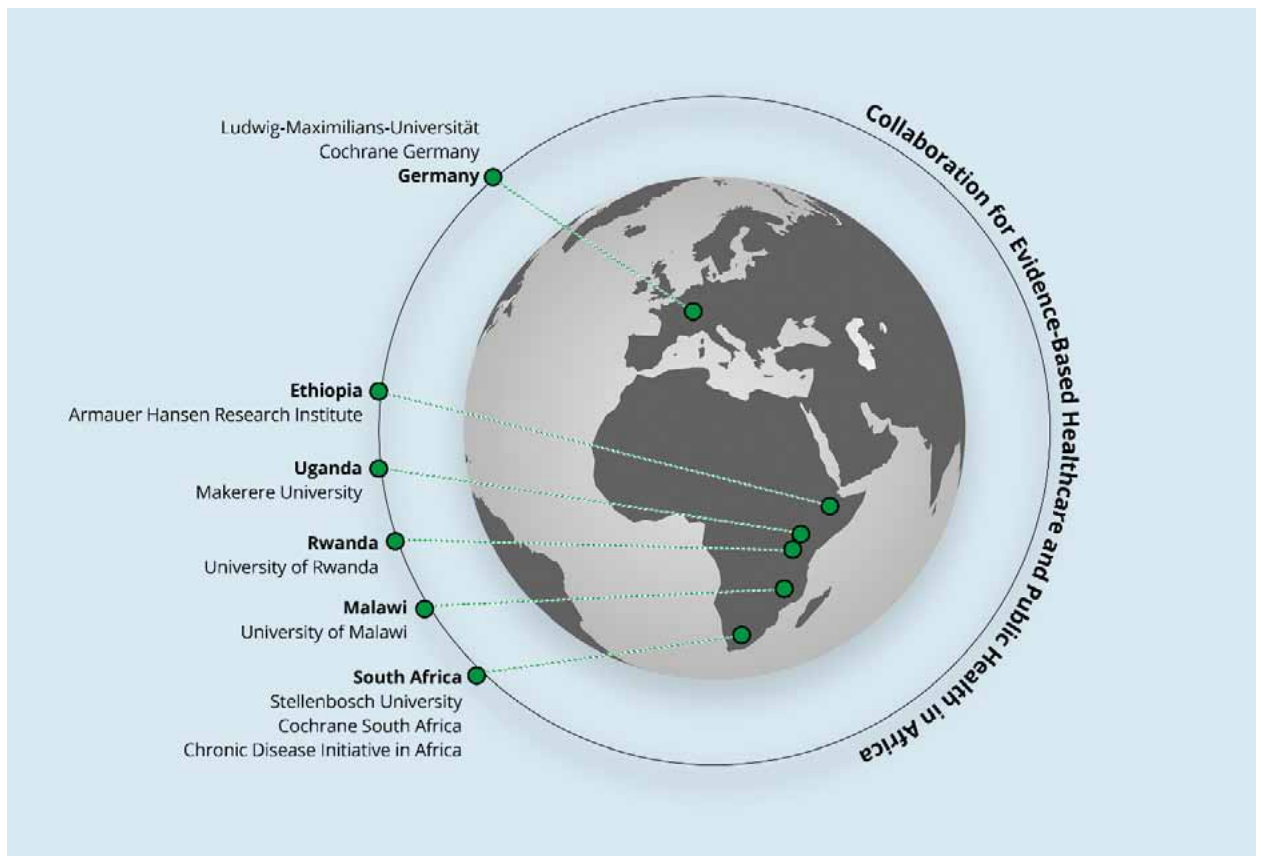 Ludwig-Maximilians-Universität
Cochrane Germany
Germany
Ethiopia
Armauer Hansen Research Institute
Uganda
Makerere University
Rwanda
University of Rwanda
Malawi
University of Malawi
South Africa
Stellenbosch University
Cochrane South Africa
Chronic Disease Initiative in Africa
Collaboration for Evidence-Based Healthcare and Public Health in Africa